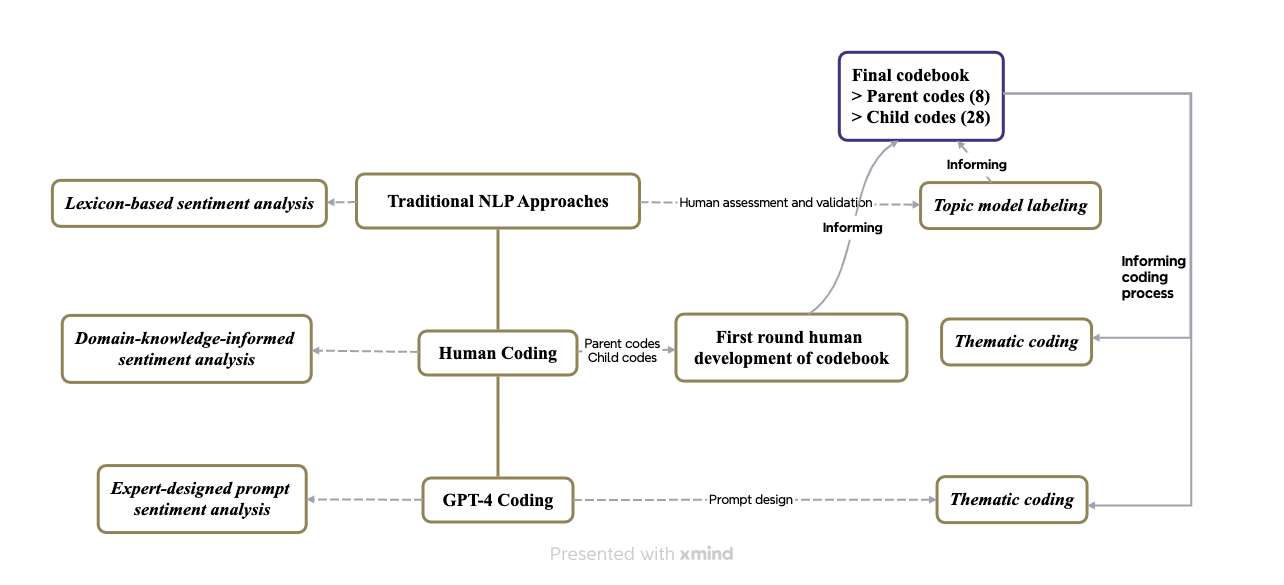 Final codebook
> Parent codes (8)
> Child codes (28)
Informing
Lexicon-based sentiment analysis
Traditional NLP Approaches
Human assessment and validation
Topic model labeling
Informing
Informing
coding
process
Domain-knowledge-informed
sentiment analysis
Human Coding
Parent codes
Child codes
First round human
development of codebook
Thematic coding
Expert-designed prompt
sentiment analysis
GPT-4 Coding
Prompt design
Thematic coding
Presented with xmind